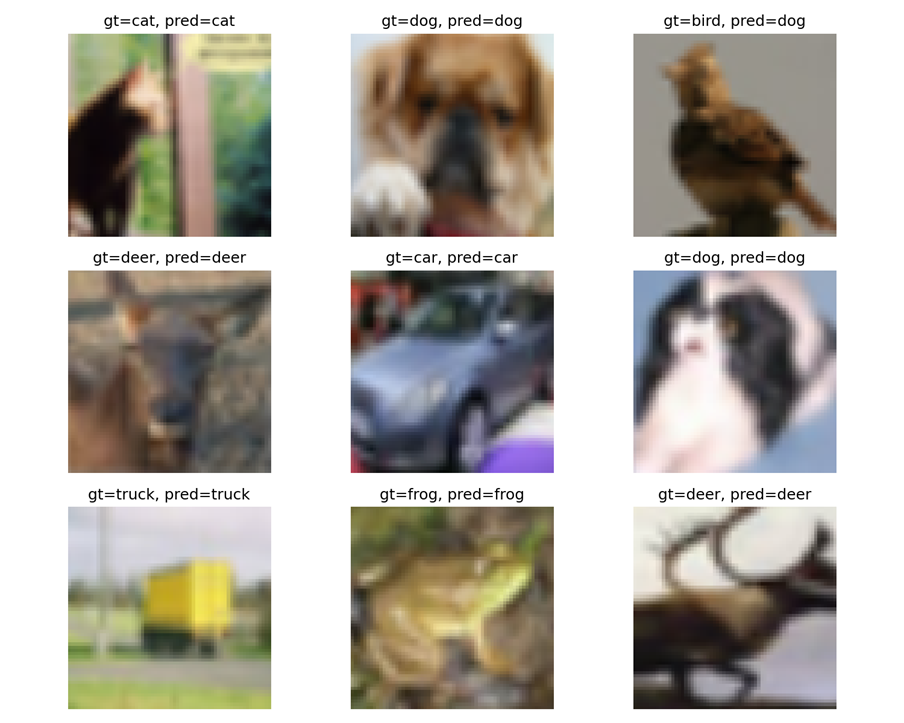 gt=cat, pred=cat
gt=dog, pred=dog
gt=bird, pred=dog
gt=deer, pred=deer
gt=car, pred=car
gt=dog, pred=dog
gt=truck, pred=truck
gt=frog, pred=frog
gt=deer, pred=deer